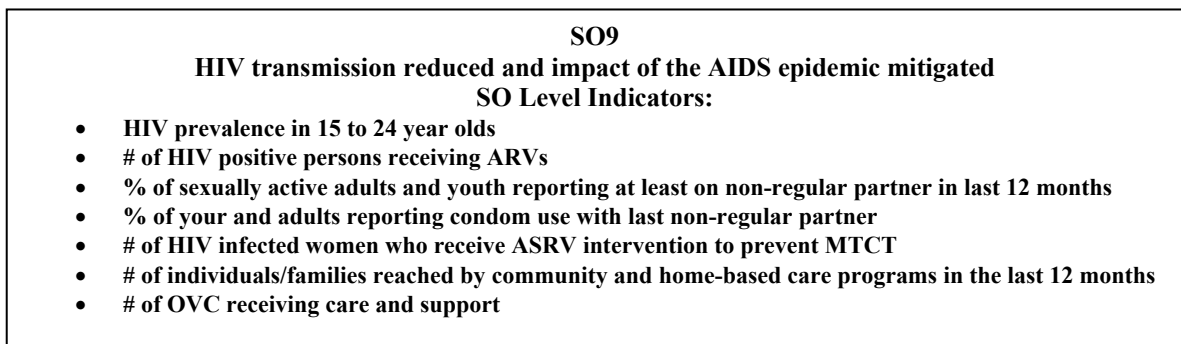 SO9
HIV transmission reduced and impact of the AIDS epidemic mitigated
SO Level Indicators:
• HIV prevalence in 15 to 24 year olds
• # of HIV positive persons receiving ARVs
• % of sexually active adults and youth reporting at least on non-regular partner in last 12 months
• % of your and adults reporting condom use with last non-regular partner
• # of HIV infected women who receive ASRV intervention to prevent MTCT
• # of individuals/families reached by community and home-based care programs in the last 12 months
• # of OVC receiving care and support